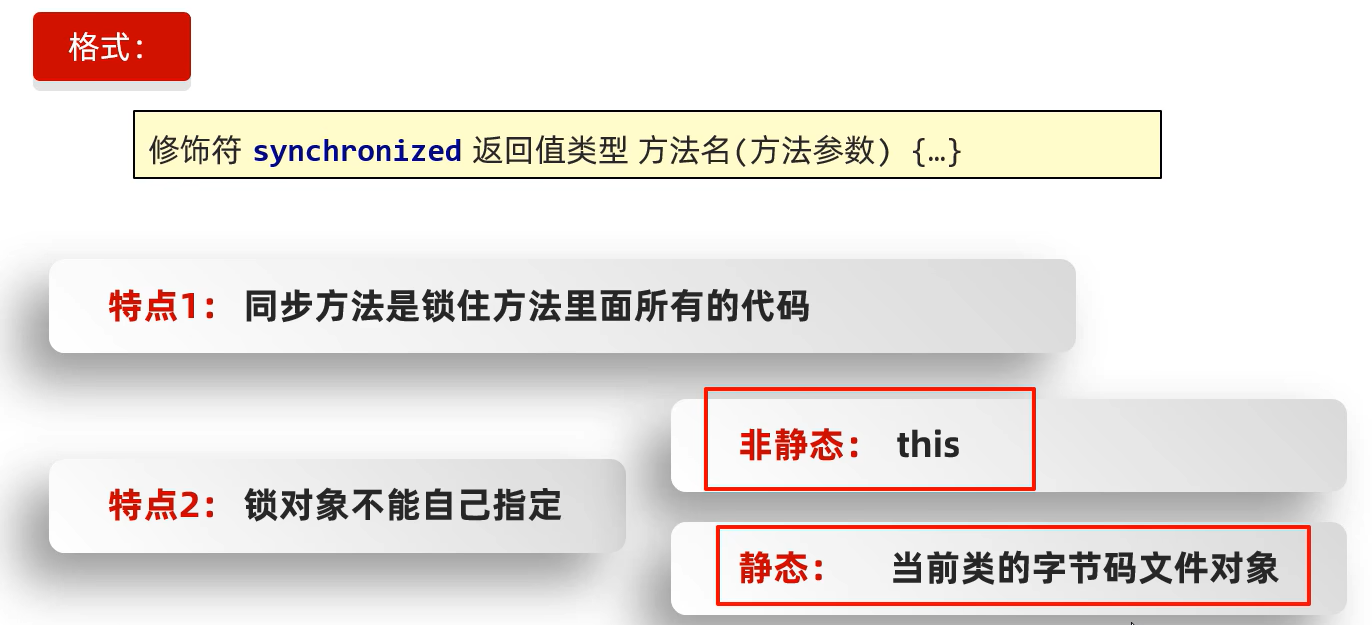 格式：
修饰符 synchronized 返回值类型 方法名(方法参数) {…}
特点1： 同步方法是锁住方法里面所有的代码
特点2： 锁对象不能自己指定
非静态： this
静态： 当前类的字节码文件对象